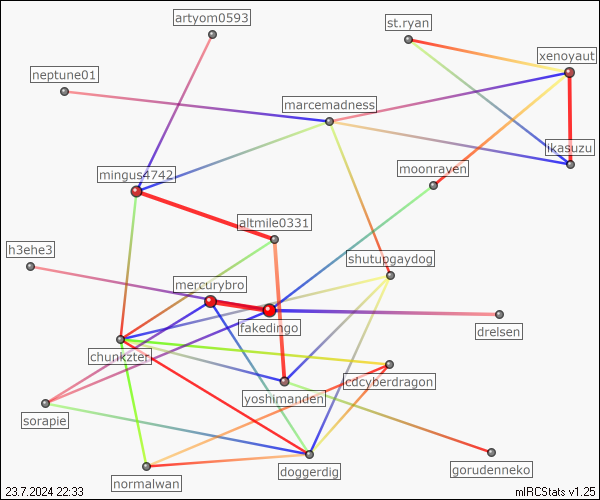 artyom0593
st.ryan
xenoyaut
neptune01
marcemadness
ikasuzu
moonraven
mingus4742
altmile0331
h3ehe3
shutupgaydog
mercurybro
fakedingo
drelsen
chunkzter
cdcyberdragon
yoshimanden
sorapie
doggerdig
gorudenneko
normalwan
23.7.2024 22:33
mIRCStats v1.25